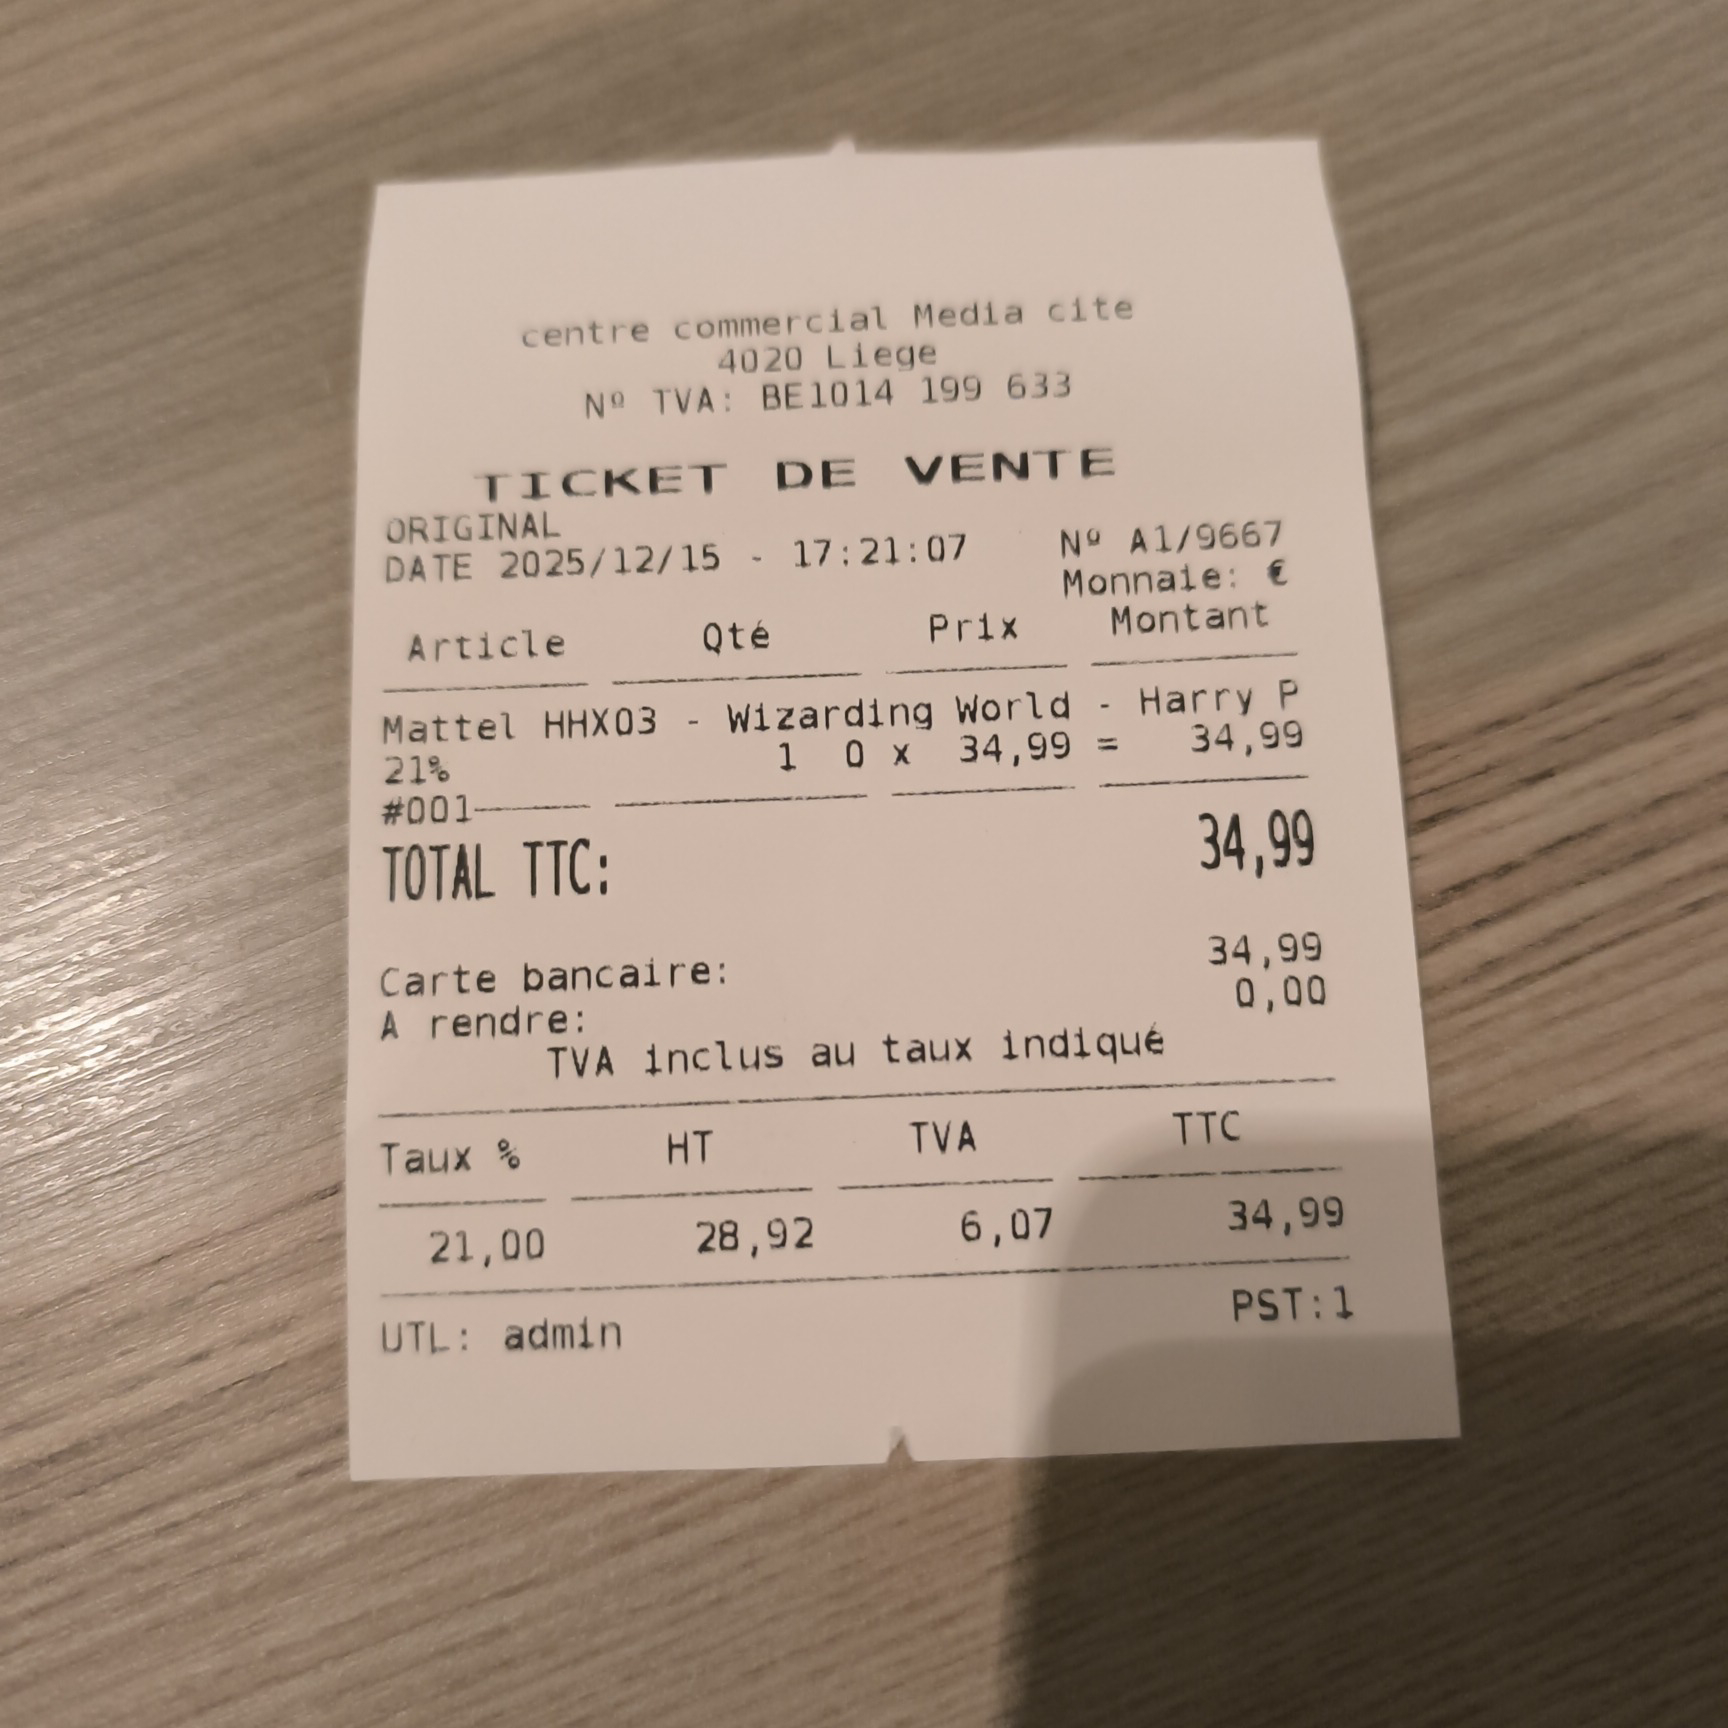 centre commercial Media cite
4020 Liege
Nº TVA: BE1014 199 633
TICKET DE VENTE
ORIGINAL
DATE 2025/12/15 - 17:21:07 Nº A1/9667
Monnaie: €
Article Qté Prix Montant
Mattel HHX03 - Wizarding World - Harry P
21% 1 0 x 34,99 = 34,99
#001
TOTAL TTC: 34,99
Carte bancaire: 34,99
A rendre: 0,00
TVA inclus au taux indiqué
Taux % HT TVA TTC
21,00 28,92 6,07 34,99
UTL: admin PST:1